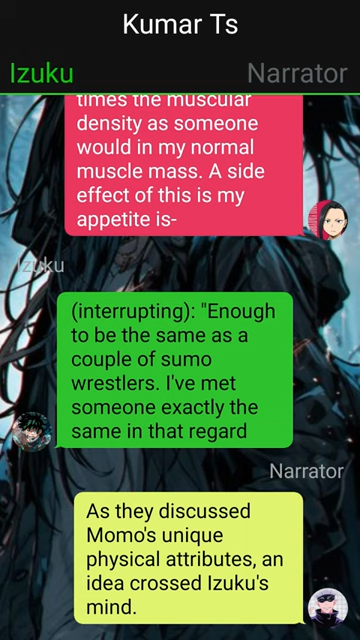 Kumar Ts
Izuku
Narrator
times the muscular
density as someone
would in my normal
muscle mass. A side
effect of this is my
appetite is-
Izuku
(interrupting): "Enough
to be the same as a
couple of sumo
wrestlers. I've met
someone exactly the
same in that regard
Narrator
As they discussed
Momo's unique
physical attributes, an
idea crossed Izuku's
mind.